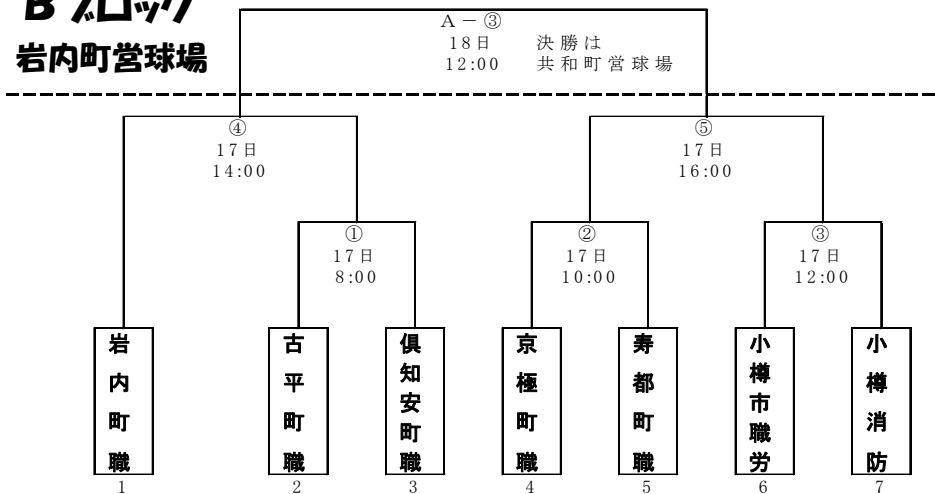 Bブロック
岩内町営球場
A－③
18日 決勝は
12:00 共和町営球場
④
17日
14:00
⑤
17日
16:00
①
17日
8:00
②
17日
10:00
③
17日
12:00
岩内町職
古平町職
倶知安町職
京極町職
寿都町職
小樽市職労
小樽消防
1 2 3 4 5 6 7